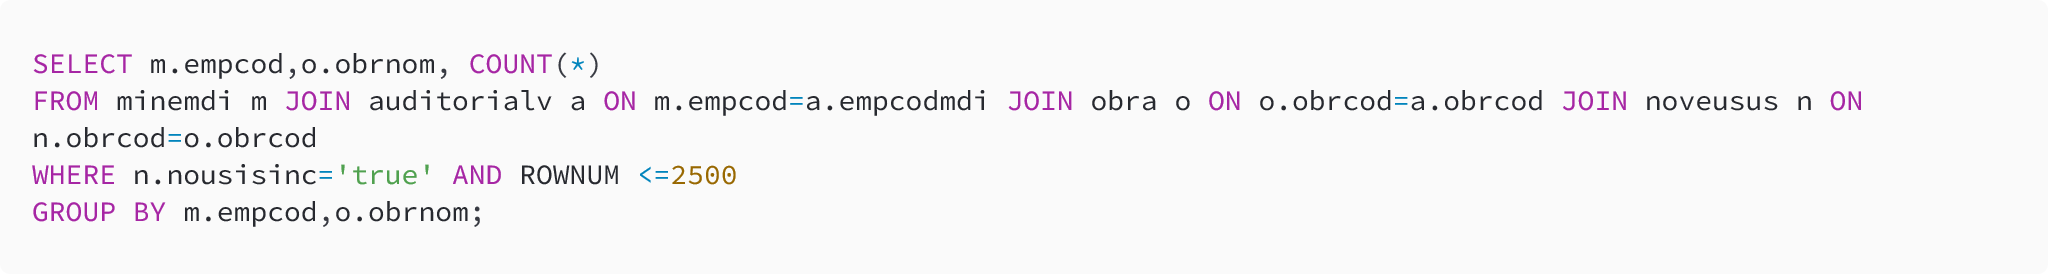 SELECT m.empcod,o.obrnom, COUNT(*)
FROM minemdi m JOIN auditorialv a ON m.empcod=a.empcodmdi JOIN obra o ON o.obrcod=a.obrcod JOIN noveusus n ON
n.obrcod=o.obrcod
WHERE n.nousisinc='true' AND ROWNUM <=2500
GROUP BY m.empcod,o.obrnom;